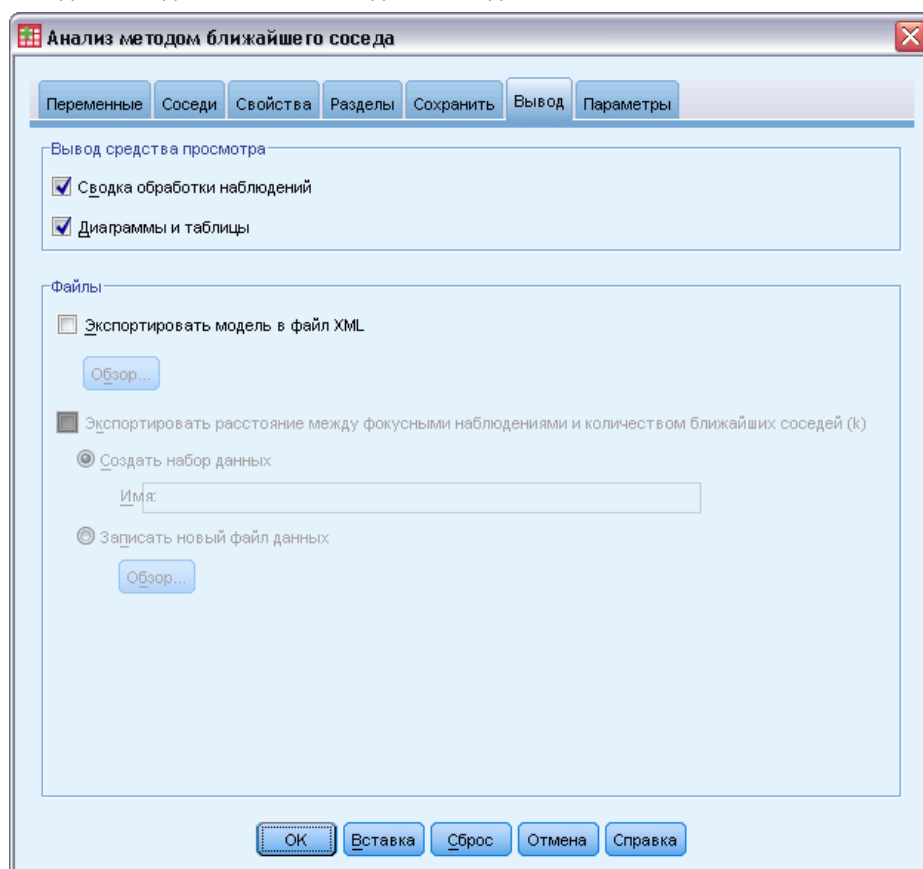 Анализ методом ближайшего соседа
Переменные Соседи Свойства Разделы Сохранить Вывод Параметры
Вывод средства просмотра
Сводка обработки наблюдений
Диаграммы и таблицы
Файлы
Экспортировать модель в файл XML
Обзор...
Экспортировать расстояние между фокусными наблюдениями и количеством ближайших соседей (k)
Создать набор данных
Имя:
Записать новый файл данных
Обзор...
OK Вставка Сброс Отмена Справка